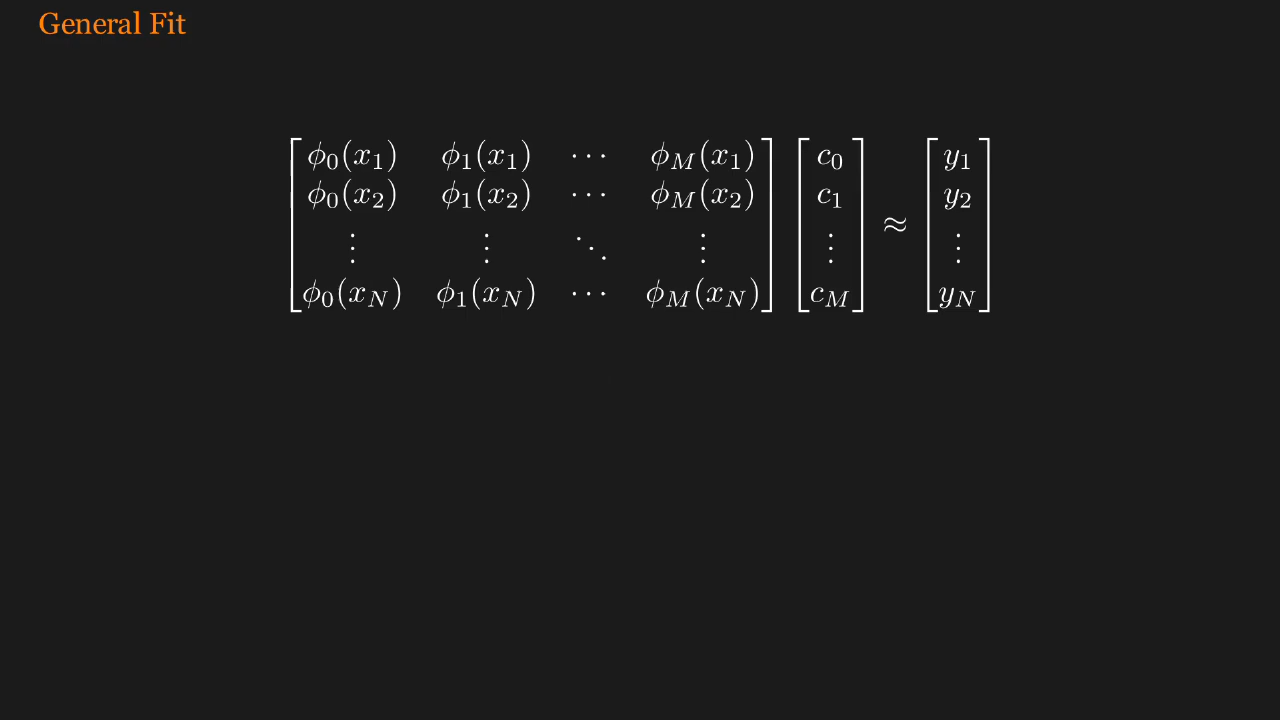 General Fit
ϕ₀(x₁) ϕ₁(x₁) ⋯ ϕ_M(x₁) c₀ y₁
ϕ₀(x₂) ϕ₁(x₂) ⋯ ϕ_M(x₂) c₁ y₂
⋮ ⋮ ⋱ ⋮ ⋮ ≈ ⋮
ϕ₀(x_N) ϕ₁(x_N) ⋯ ϕ_M(x_N) c_M y_N